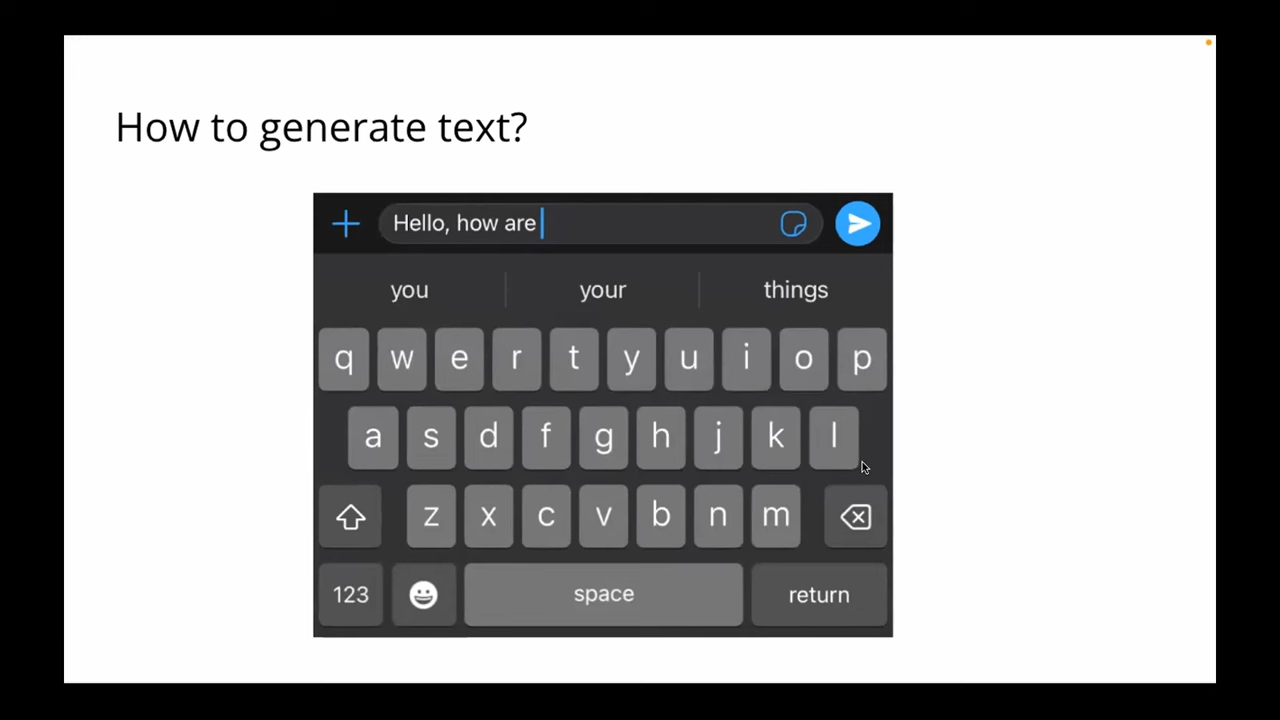 How to generate text?
Hello, how are
you your things
q w e r t y u i o p
a s d f g h j k l
z x c v b n m
123 space return